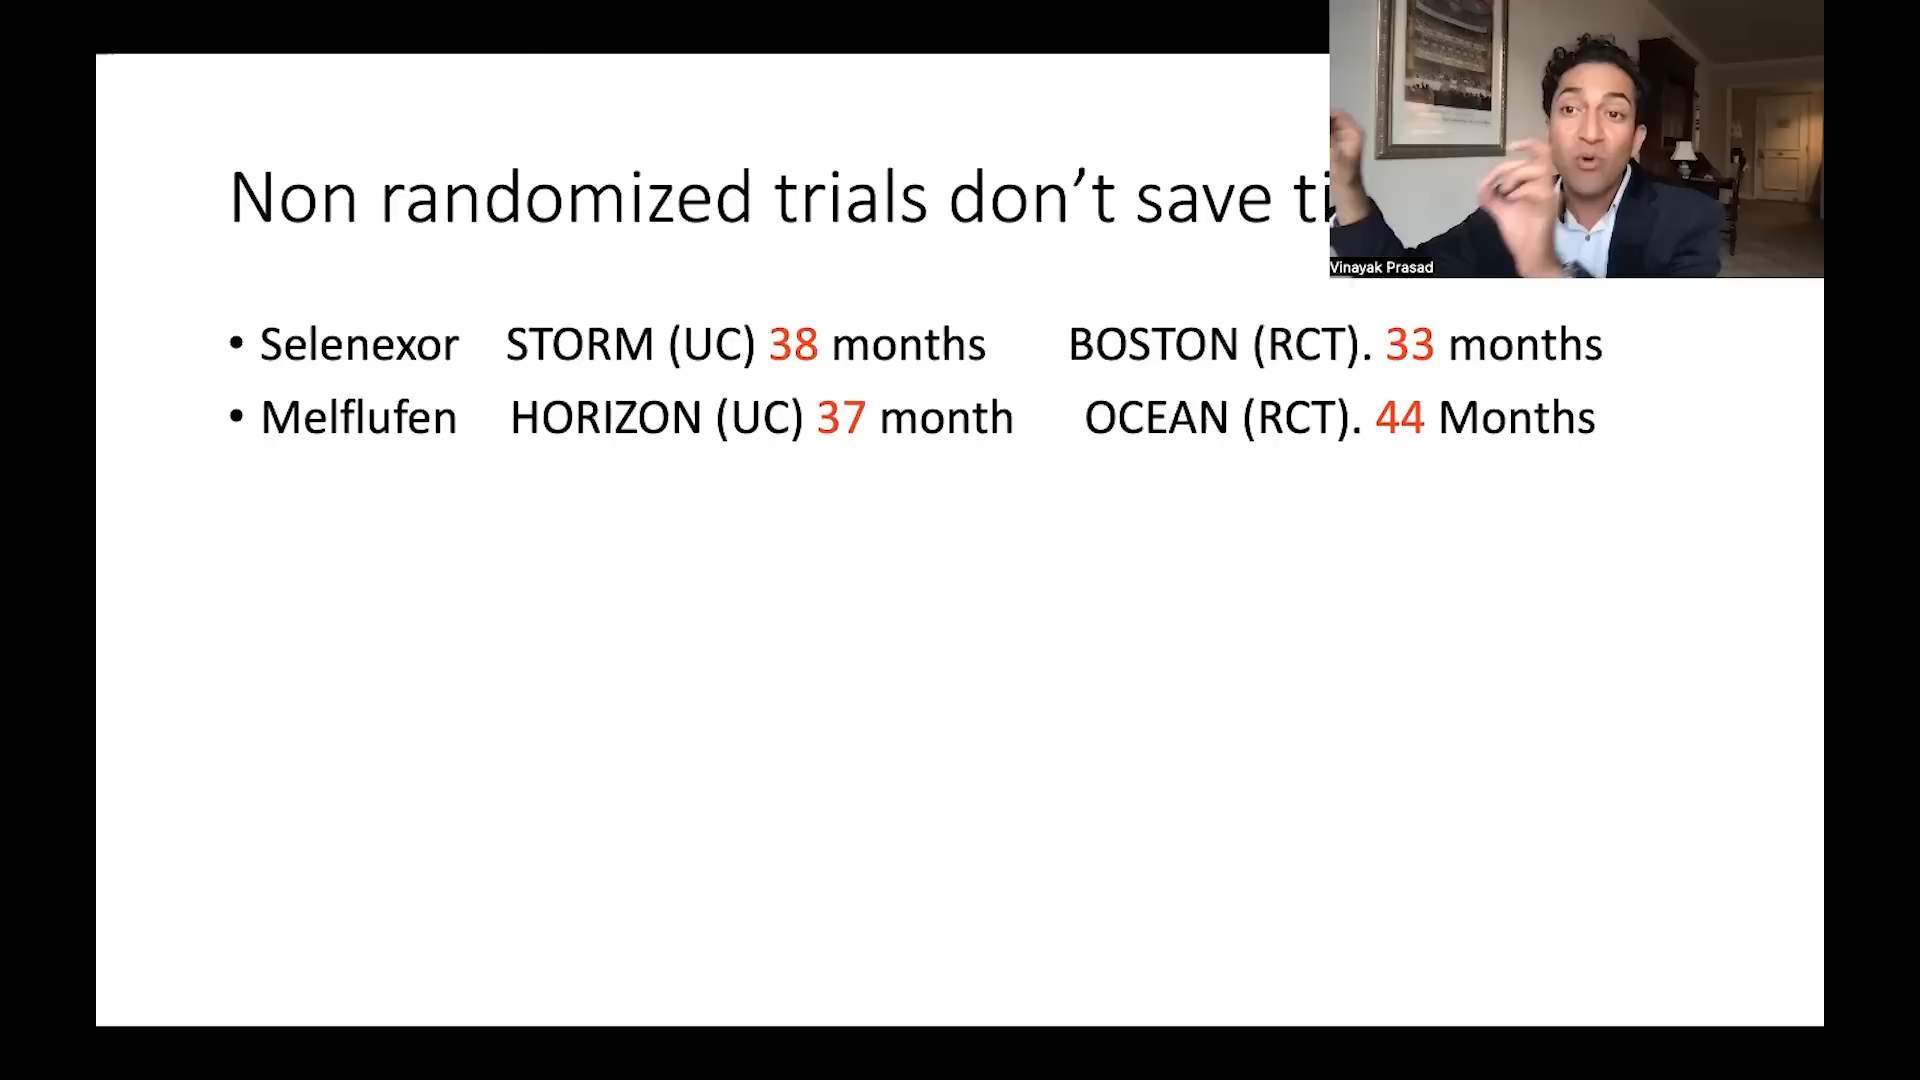 Non randomized trials don’t save ti
Vinayak Prasad
• Selenexor STORM (UC) 38 months BOSTON (RCT). 33 months
• Melflufen HORIZON (UC) 37 month OCEAN (RCT). 44 Months